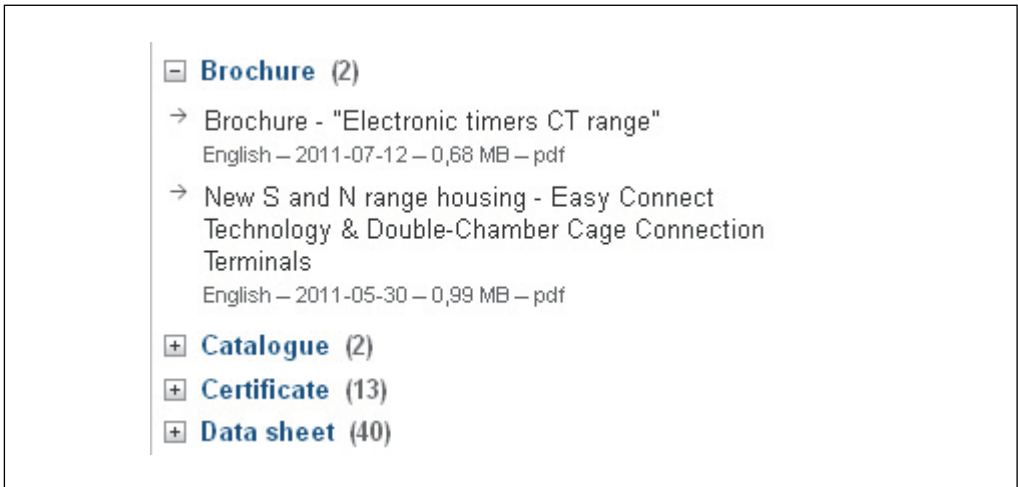 Brochure (2)
Brochure - "Electronic timers CT range"
English – 2011-07-12 – 0,68 MB – pdf
New S and N range housing - Easy Connect
Technology & Double-Chamber Cage Connection
Terminals
English – 2011-05-30 – 0,99 MB – pdf
Catalogue (2)
Certificate (13)
Data sheet (40)